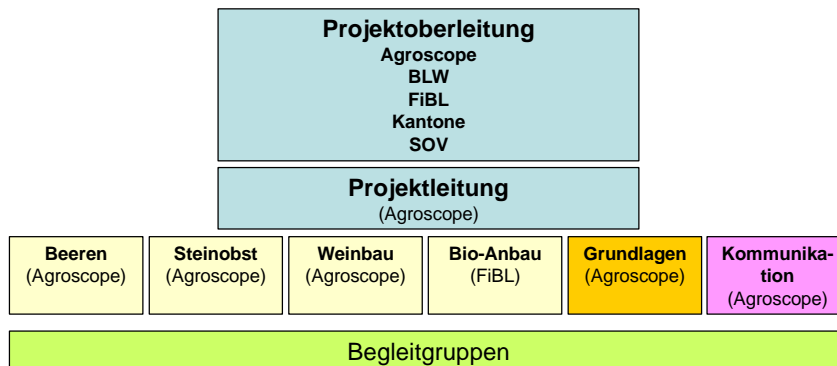 Projektoberleitung
Agroscope
BLW
FiBL
Kantone
SOV
Projektleitung
(Agroscope)
Beeren
(Agroscope)
Steinobst
(Agroscope)
Weinbau
(Agroscope)
Bio-Anbau
(FiBL)
Grundlagen
(Agroscope)
Kommunika-
tion
(Agroscope)
Begleitgruppen